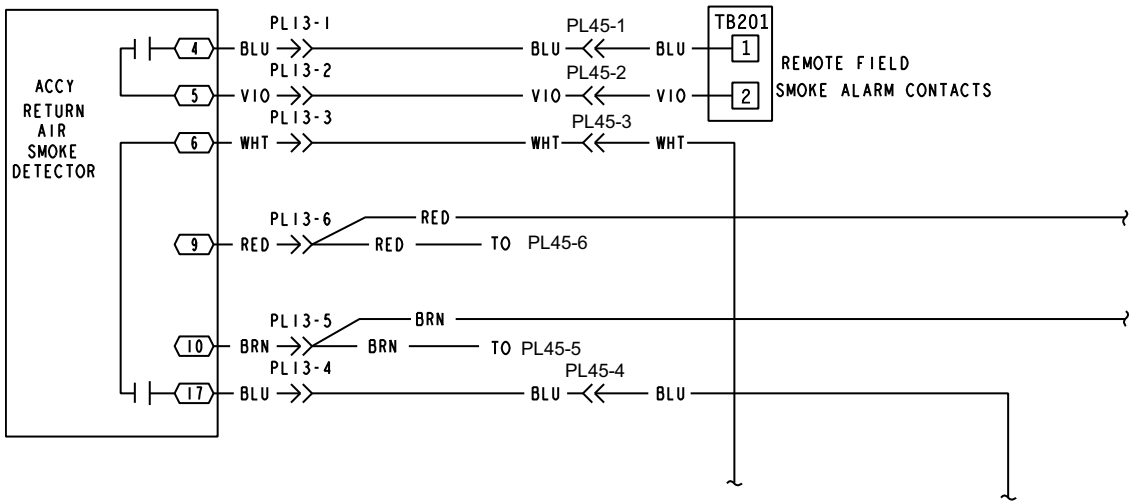 PL13-1
PL45-1
TB201
4
BLU
BLU
BLU
1
REMOTE FIELD
SMOKE ALARM CONTACTS
PL13-2
PL45-2
5
VIO
VIO
VIO
2
ACCY
RETURN
AIR
SMOKE
DETECTOR
PL13-3
PL45-3
6
WHT
WHT
WHT
PL13-6
RED
9
RED
RED
TO PL45-6
PL13-5
BRN
10
BRN
BRN
TO PL45-5
PL13-4
PL45-4
17
BLU
BLU
BLU